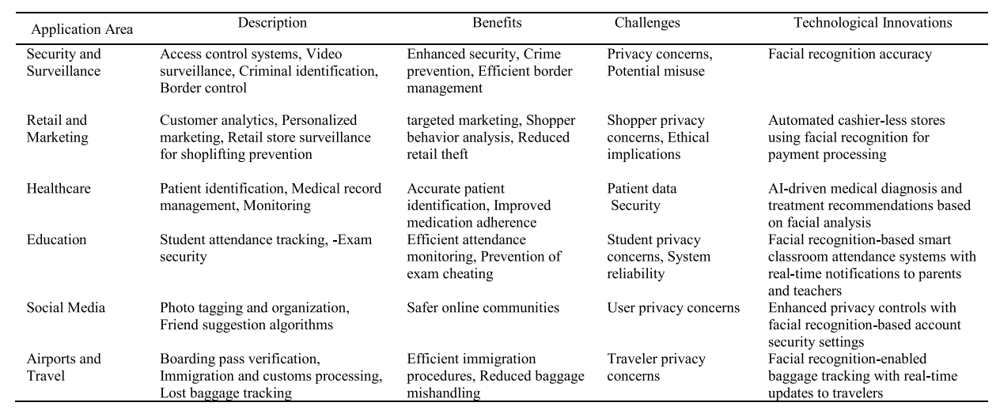 Application Area Description Benefits Challenges Technological Innovations
Security and Surveillance Access control systems, Video surveillance, Criminal identification, Border control Enhanced security, Crime prevention, Efficient border management Privacy concerns, Potential misuse Facial recognition accuracy
Retail and Marketing Customer analytics, Personalized marketing, Retail store surveillance for shoplifting prevention targeted marketing, Shopper behavior analysis, Reduced retail theft Shopper privacy concerns, Ethical implications Automated cashier-less stores using facial recognition for payment processing
Healthcare Patient identification, Medical record management, Monitoring Accurate patient identification, Improved medication adherence Patient data Security AI-driven medical diagnosis and treatment recommendations based on facial analysis
Education Student attendance tracking, -Exam security Efficient attendance monitoring, Prevention of exam cheating Student privacy concerns, System reliability Facial recognition-based smart classroom attendance systems with real-time notifications to parents and teachers
Social Media Photo tagging and organization, Friend suggestion algorithms Safer online communities User privacy concerns Enhanced privacy controls with facial recognition-based account security settings
Airports and Travel Boarding pass verification, Immigration and customs processing, Lost baggage tracking Efficient immigration procedures, Reduced baggage mishandling Traveler privacy concerns Facial recognition-enabled baggage tracking with real-time updates to travelers